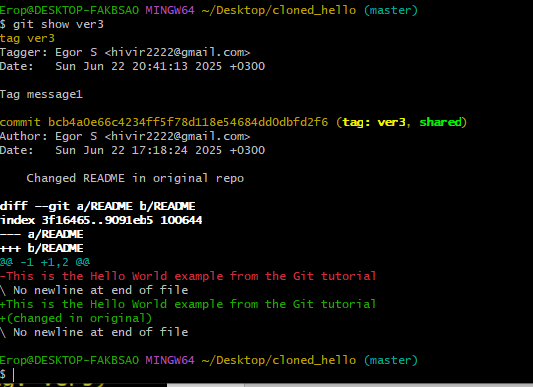 Егор@DESKTOP-FAKBSAO MINGW64 ~/Desktop/cloned_hello (master)
$ git show ver3
tag ver3
Tagger: Egor S <hivir2222@gmail.com>
Date:   Sun Jun 22 20:41:13 2025 +0300

Tag message1

commit bcb4a0e66c4234ff5f78d118e54684dd0dbfd2f6 (tag: ver3, shared)
Author: Egor S <hivir2222@gmail.com>
Date:   Sun Jun 22 17:18:24 2025 +0300

    Changed README in original repo

diff --git a/README b/README
index 3f16465..9091eb5 100644
--- a/README
+++ b/README
@@ -1 +1,2 @@
-This is the Hello World example from the Git tutorial
\ No newline at end of file
+This is the Hello World example from the Git tutorial
+(changed in original)
\ No newline at end of file

Егор@DESKTOP-FAKBSAO MINGW64 ~/Desktop/cloned_hello (master)
$